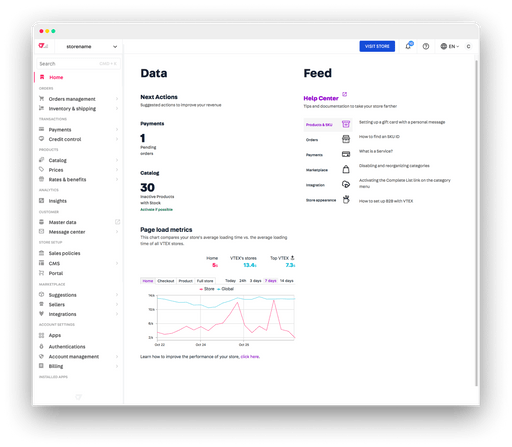 storename
VISIT STORE
EN
C
Search
Home
ORDERS
Orders management
Inventory & shipping
TRANSACTIONS
Payments
Credit control
PRODUCTS
Catalog
Prices
Rates & benefits
ANALYTICS
Insights
CUSTOMER
Master data
Message center
STORE SETUP
Sales policies
CMS
Portal
MARKETPLACE
Suggestions
Sellers
Integrations
ACCOUNT SETTINGS
Apps
Authentications
Account management
Billing
INSTALLED APPS
Data
Next Actions
Suggested actions to improve your revenue
Payments
1
Pending
orders
Catalog
30
Inactive Products
with Stock
Activate if possible
Page load metrics
This chart compares your store's average loading time vs. the average loading
time of all VTEX stores.
Home
VTEX's stores
Top VTEX
5s
13.4s
7.3s
Home Checkout Product Full store
Today 24h 3 days 7 days 14 days
Store Global
Oct 23 Oct 24 Oct 25
Learn how to improve the performance of your store, click here.
Feed
Help Center
Tips and documentation to take your store farther
Products & SKU
Orders
Payments
Marketplace
Integration
Store appearance
Setting up a gift card with a personal message
How to find an SKU ID
What is a Service?
Disabling and reorganizing categories
Activating the Complete List link on the category
menu
How to set up B2B with VTEX